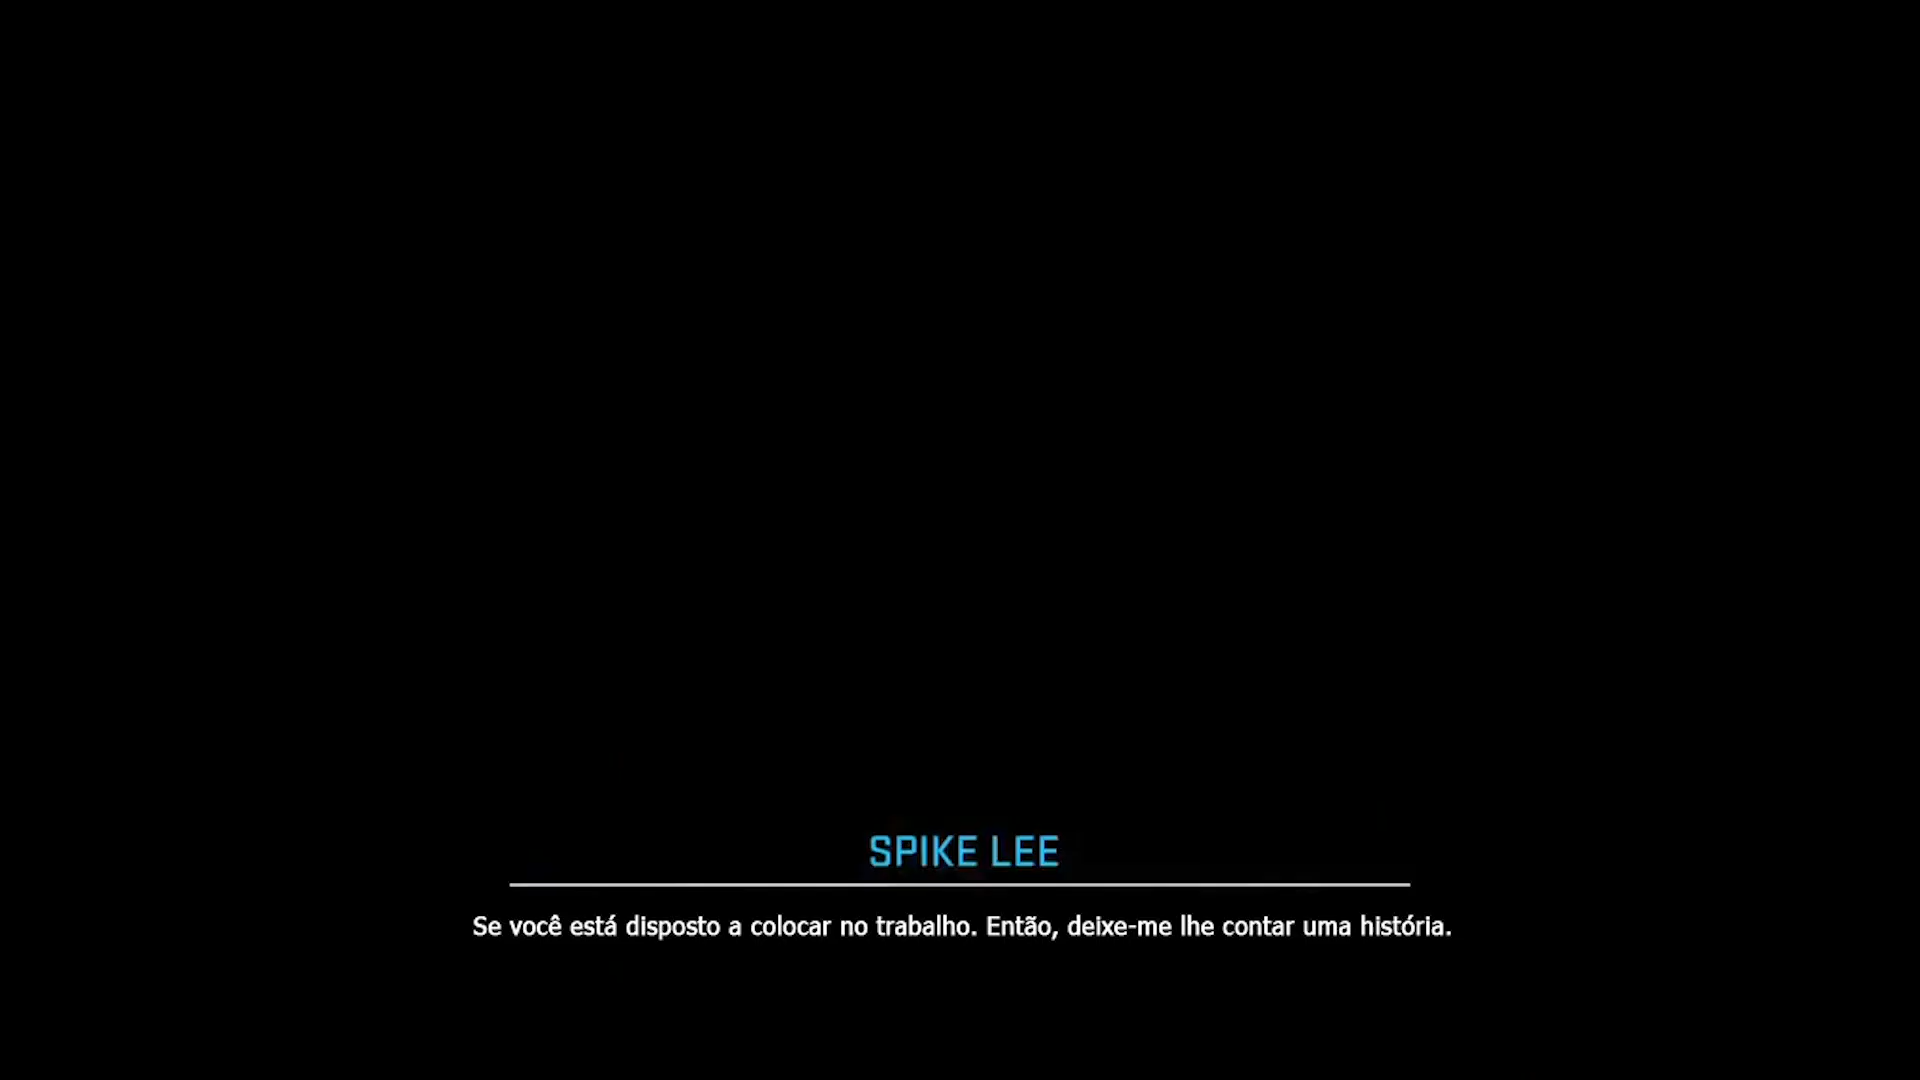 SPIKE LEE
Se você está disposto a colocar no trabalho. Então, deixe-me lhe contar uma história.